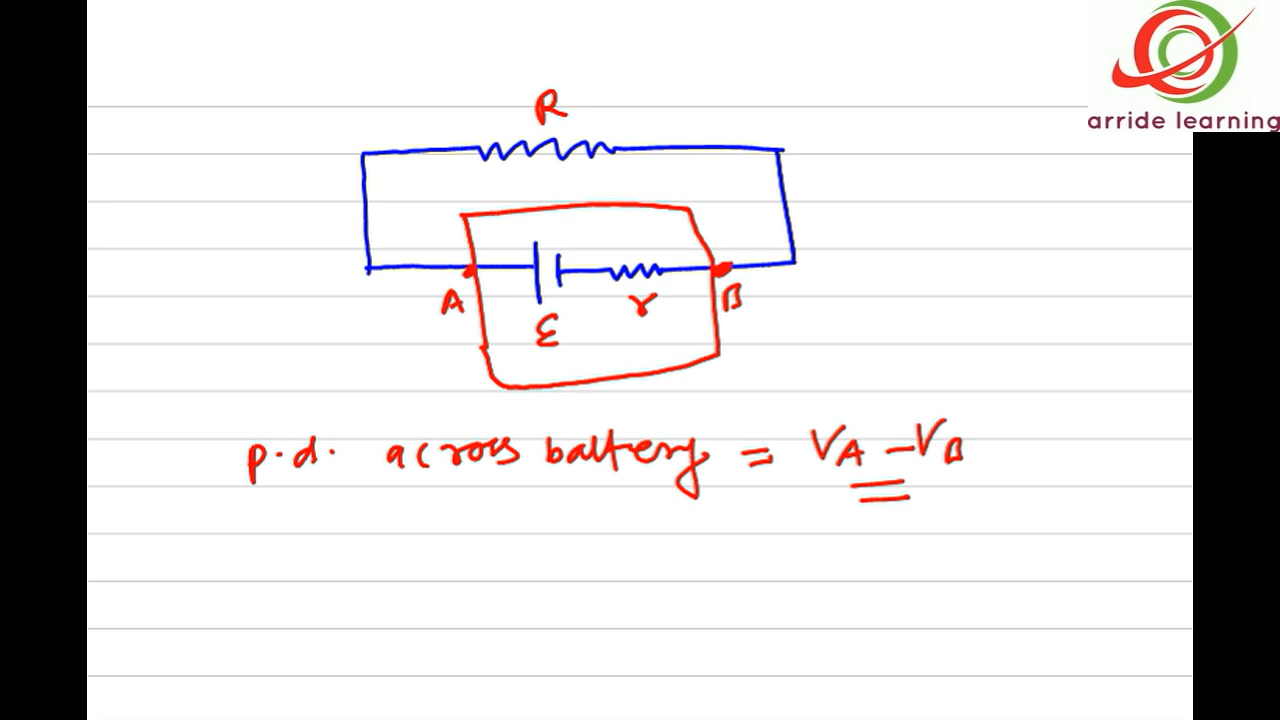 arride learning
R
A
B
ε
r
p.d. across battery = VA - VB